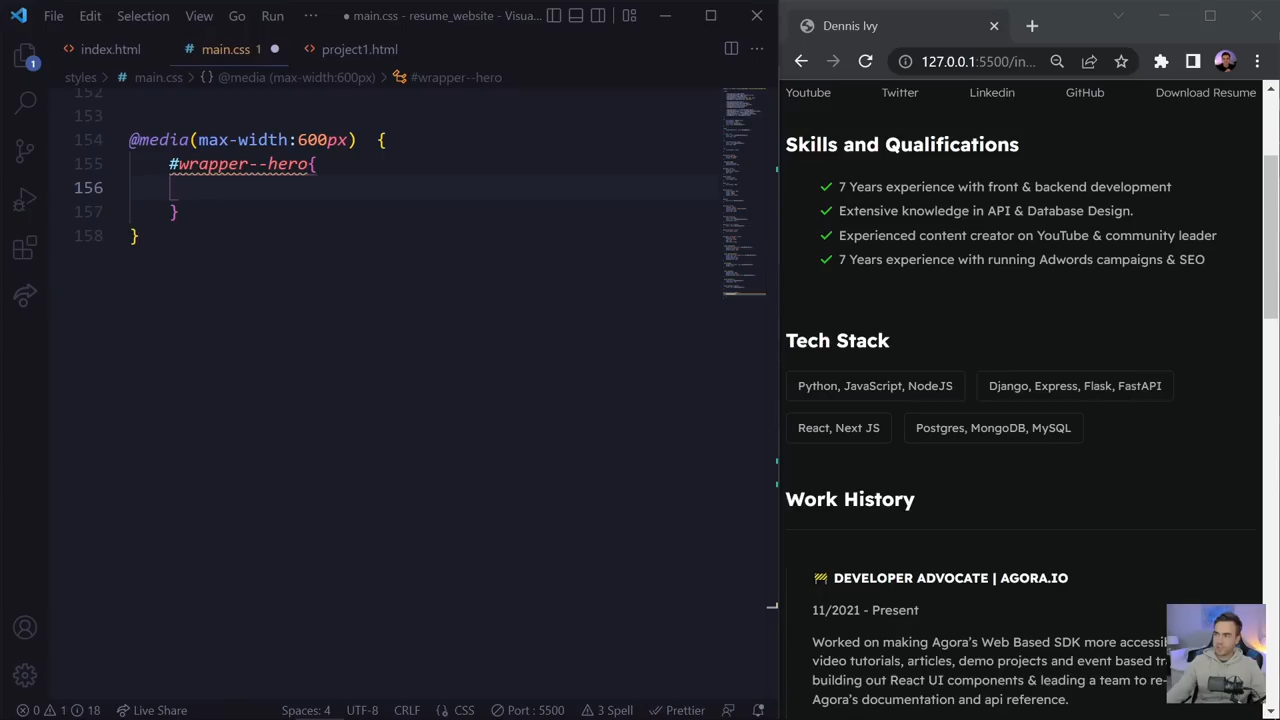 File Edit Selection View Go Run ··· ● main.css - resume_website - Visua...
index.html main.css 1 ● project1.html
styles > main.css > {} @media (max-width:600px) > #wrapper--hero
1
152
153
154 @media(max-width:600px) {
155 #wrapper--hero{
156
157 }
158 }
0 1 18 Live Share Spaces: 4 UTF-8 CRLF {} CSS Port : 5500 3 Spell Prettier
Dennis Ivy
127.0.0.1:5500/in...
Youtube Twitter Linkedin GitHub Download Resume
Skills and Qualifications
7 Years experience with front & backend development
Extensive knowledge in API & Database Design.
Experienced content creator on YouTube & community leader
7 Years experience with running Adwords campaigns & SEO
Tech Stack
Python, JavaScript, NodeJS Django, Express, Flask, FastAPI
React, Next JS Postgres, MongoDB, MySQL
Work History
🚧 DEVELOPER ADVOCATE | AGORA.IO
11/2021 - Present
Worked on making Agora’s Web Based SDK more accessi
video tutorials, articles, demo projects and event based tr
building out React UI components & leading a team to re-
Agora’s documentation and api reference.